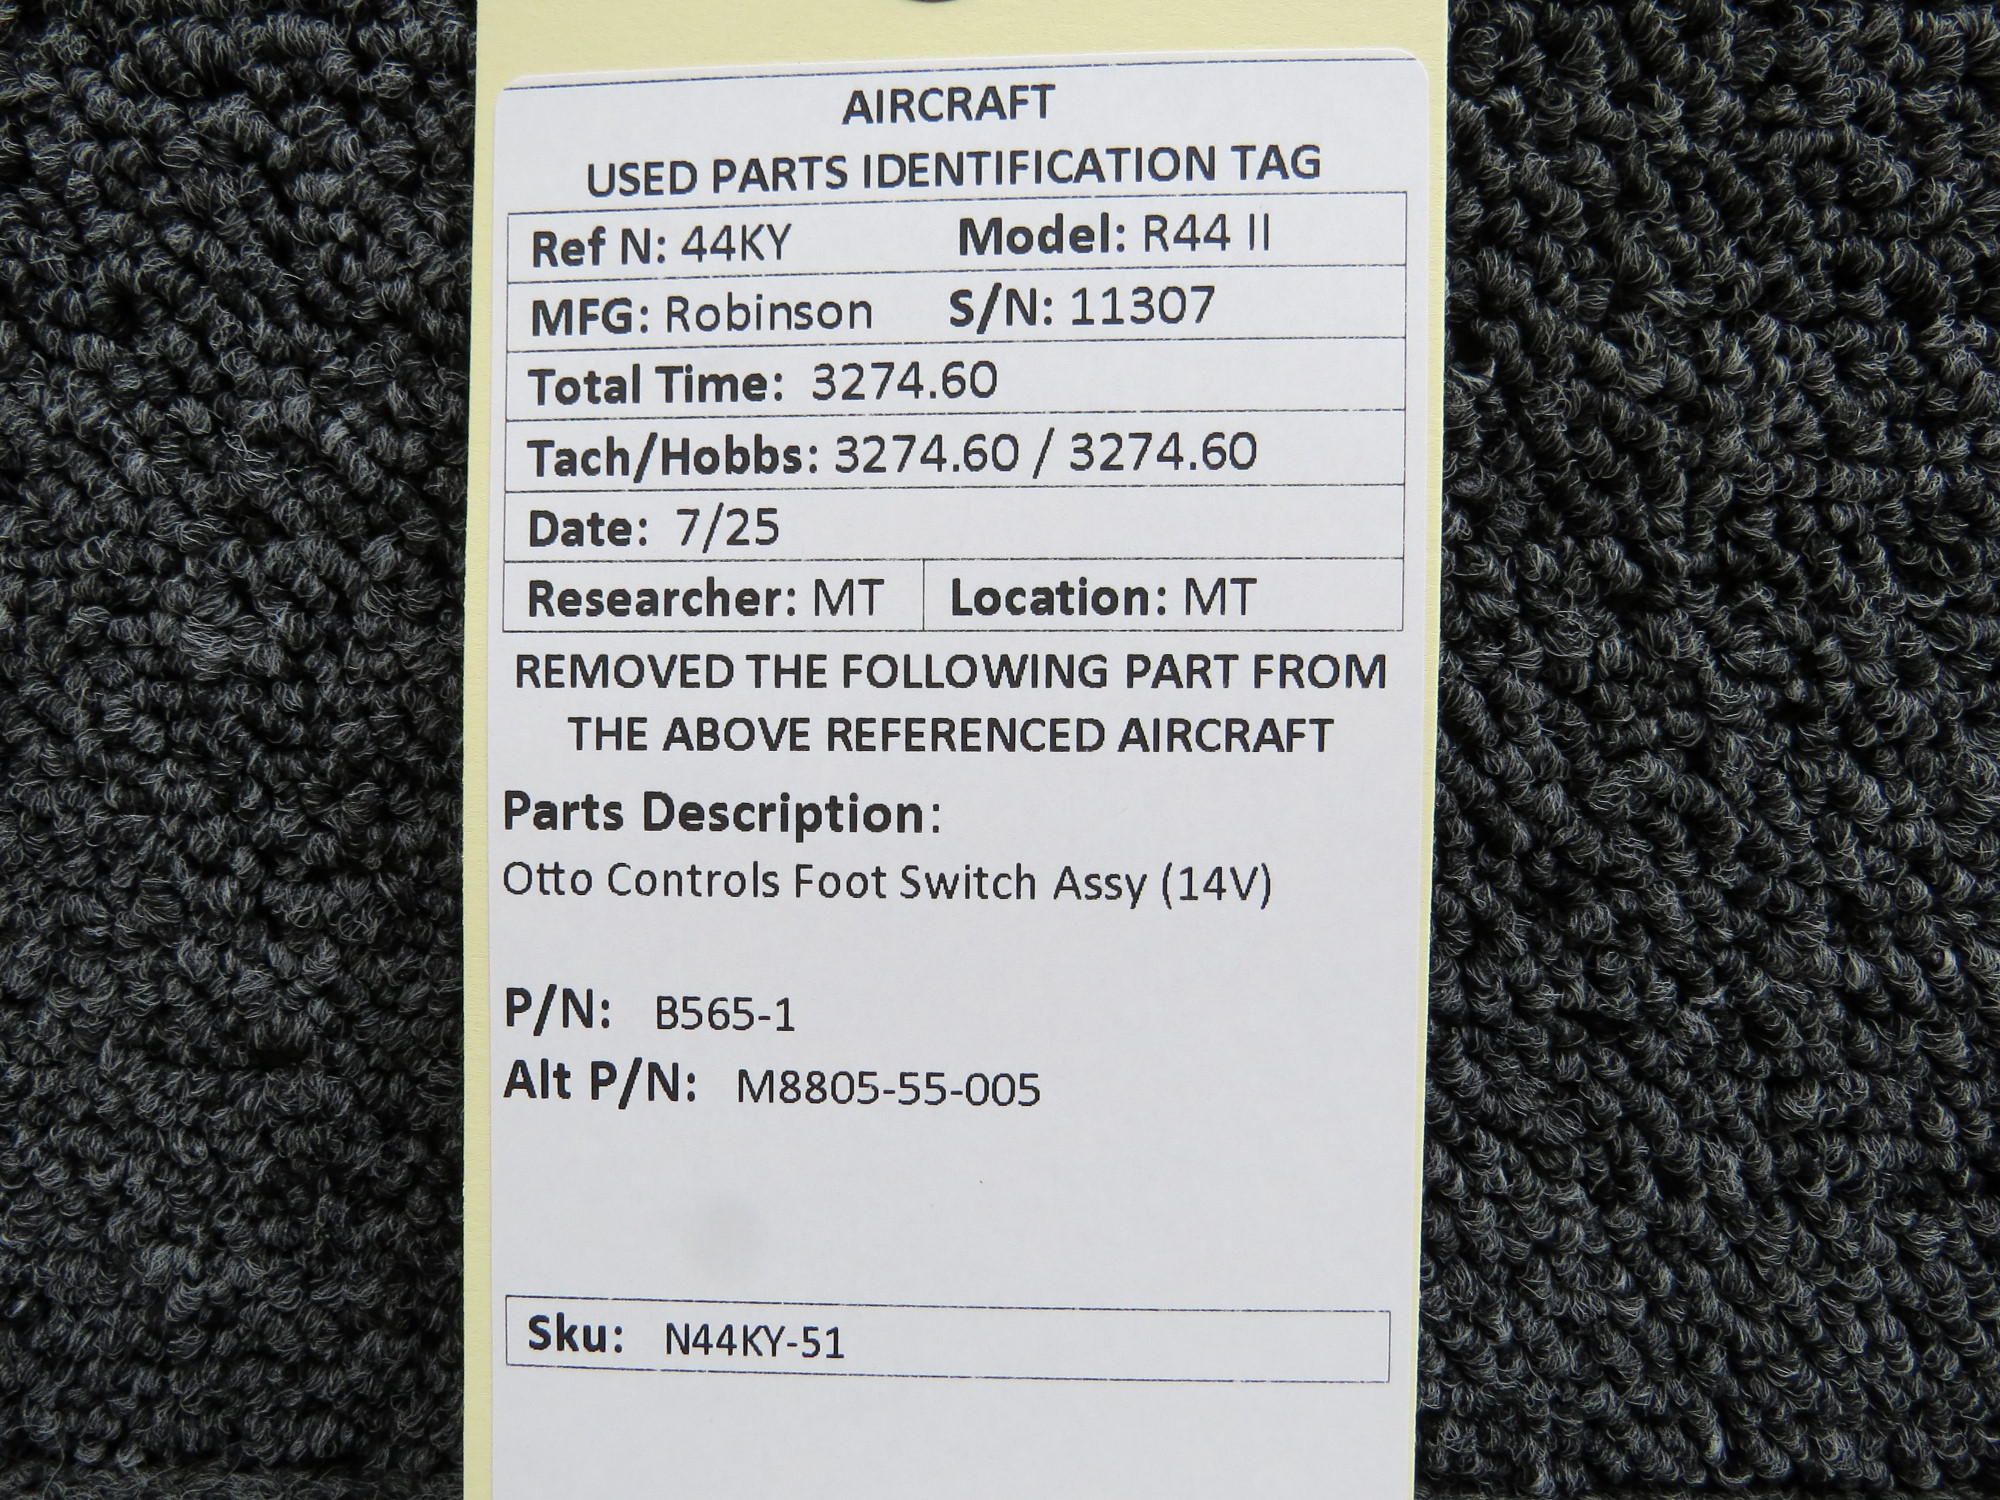 AIRCRAFT
USED PARTS IDENTIFICATION TAG
Ref N: 44KY Model: R44 II
MFG: Robinson S/N: 11307
Total Time: 3274.60
Tach/Hobbs: 3274.60 / 3274.60
Date: 7/25
Researcher: MT Location: MT
REMOVED THE FOLLOWING PART FROM
THE ABOVE REFERENCED AIRCRAFT
Parts Description:
Otto Controls Foot Switch Assy (14V)
P/N: B565-1
Alt P/N: M8805-55-005
Sku: N44KY-51